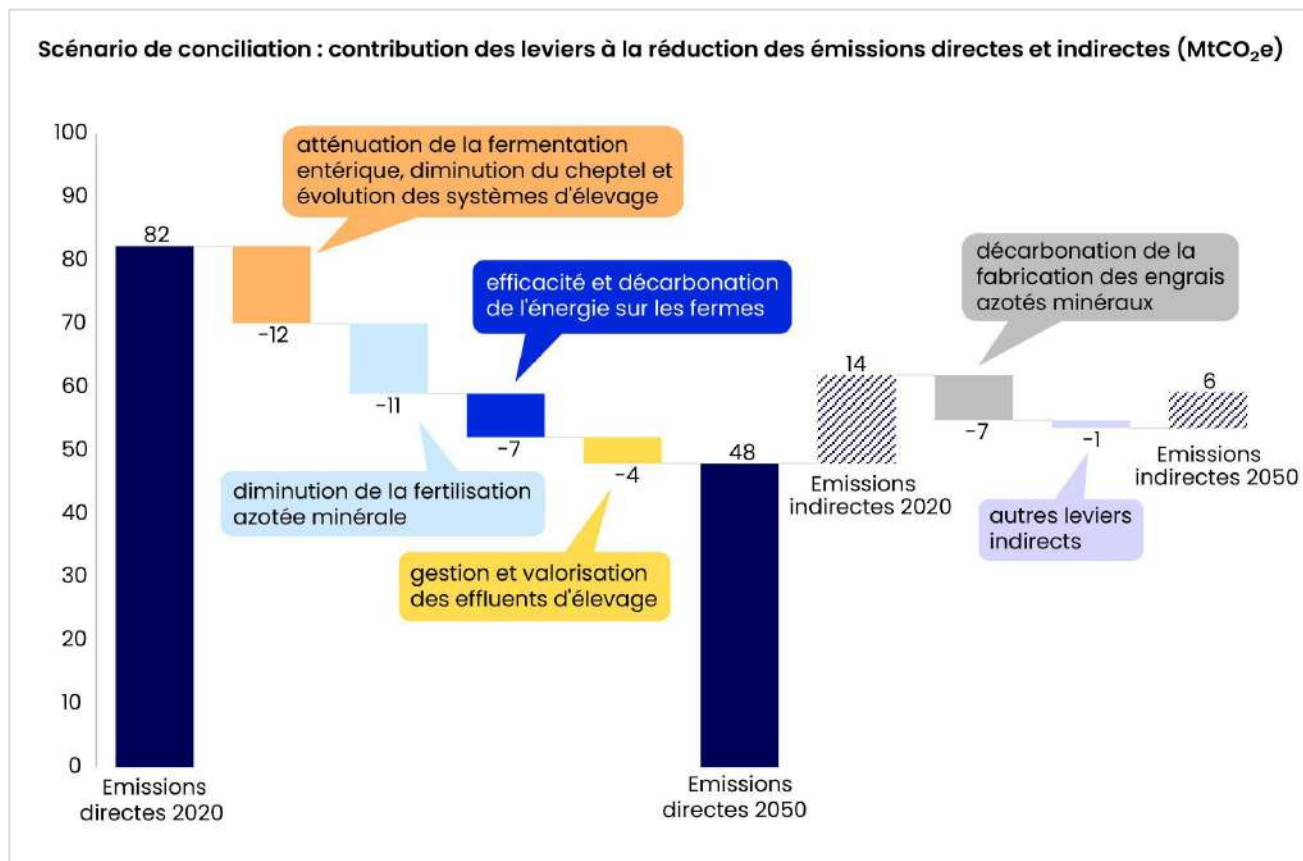 Scénario de conciliation : contribution des leviers à la réduction des émissions directes et indirectes (MtCO₂e)
100
90
80
70
60
50
40
30
20
10
0
82
Emissions
directes 2020
atténuation de la fermentation
entérique, diminution du cheptel et
évolution des systèmes d'élevage
-12
-11
diminution de la fertilisation
azotée minérale
efficacité et décarbonation
de l'énergie sur les fermes
-7
-4
gestion et valorisation
des effluents d'élevage
48
Emissions
directes 2050
14
Emissions
indirectes 2020
décarbonation de la
fabrication des engrais
azotés minéraux
-7
-1
autres leviers
indirects
6
Emissions
indirectes 2050